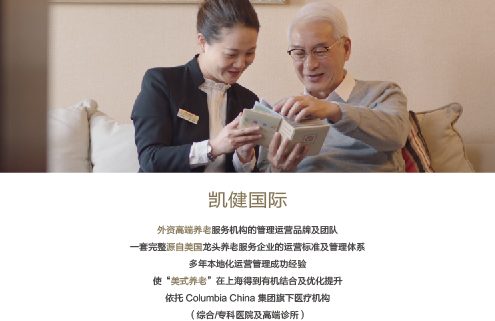 凯健国际
外资高端养老服务机构的管理运营品牌及团队
一套完整源自美国龙头养老服务企业的运营标准及管理体系
多年本地化运营管理成功经验
使“美式养老”在上海得到有机结合及优化提升
依托 Columbia China 集团旗下医疗机构
（综合/专科医院及高端诊所）